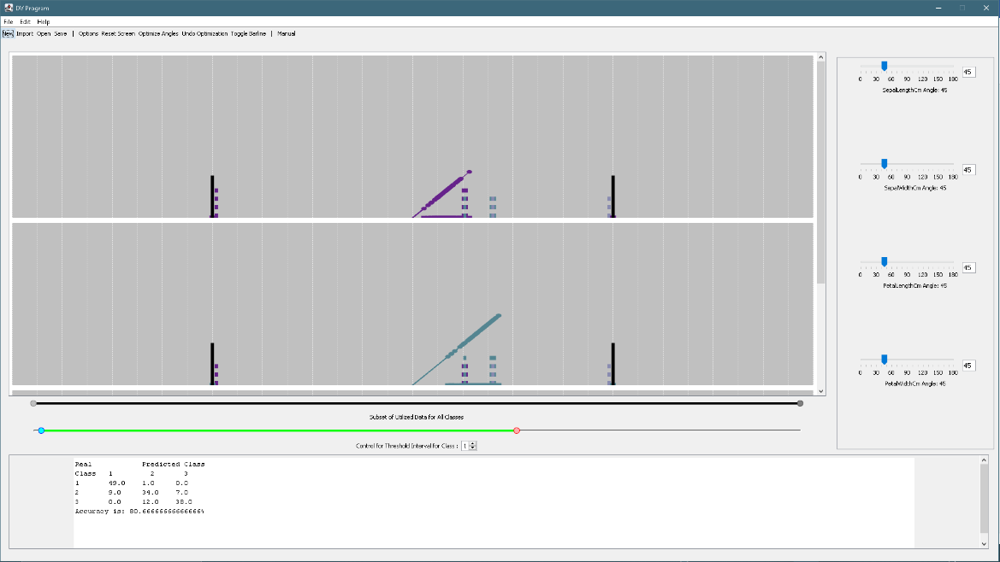 DV Program
File Edit Help
New Import Open Save | Options Reset Screen Optimize Angles Undo Optimization Toggle Barline | Manual
45
0 30 60 90 120 150 180
SepalLengthCm Angle: 45
45
0 30 60 90 120 150 180
SepalWidthCm Angle: 45
45
0 30 60 90 120 150 180
PetalLengthCm Angle: 45
45
0 30 60 90 120 150 180
PetalWidthCm Angle: 45
Subset of Utilized Data for All Classes
Control for Threshold Interval for Class : 1
Real Predicted Class
Class 1 2 3
1 49.0 1.0 0.0
2 9.0 34.0 7.0
3 0.0 12.0 38.0
Accuracy is: 80.66666666666666%